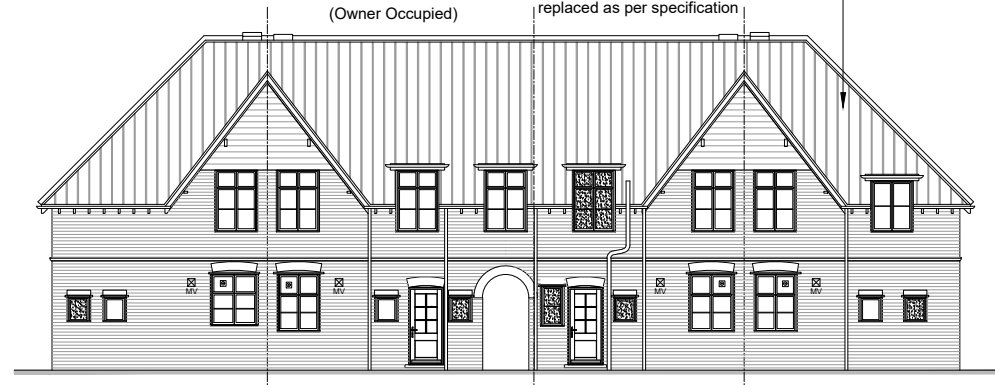 (Owner Occupied)
replaced as per specification
MV
MV
MV
MV